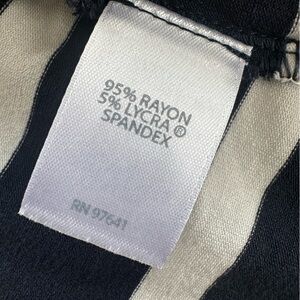 95% RAYON
5% LYCRA®
SPANDEX
RN 97641